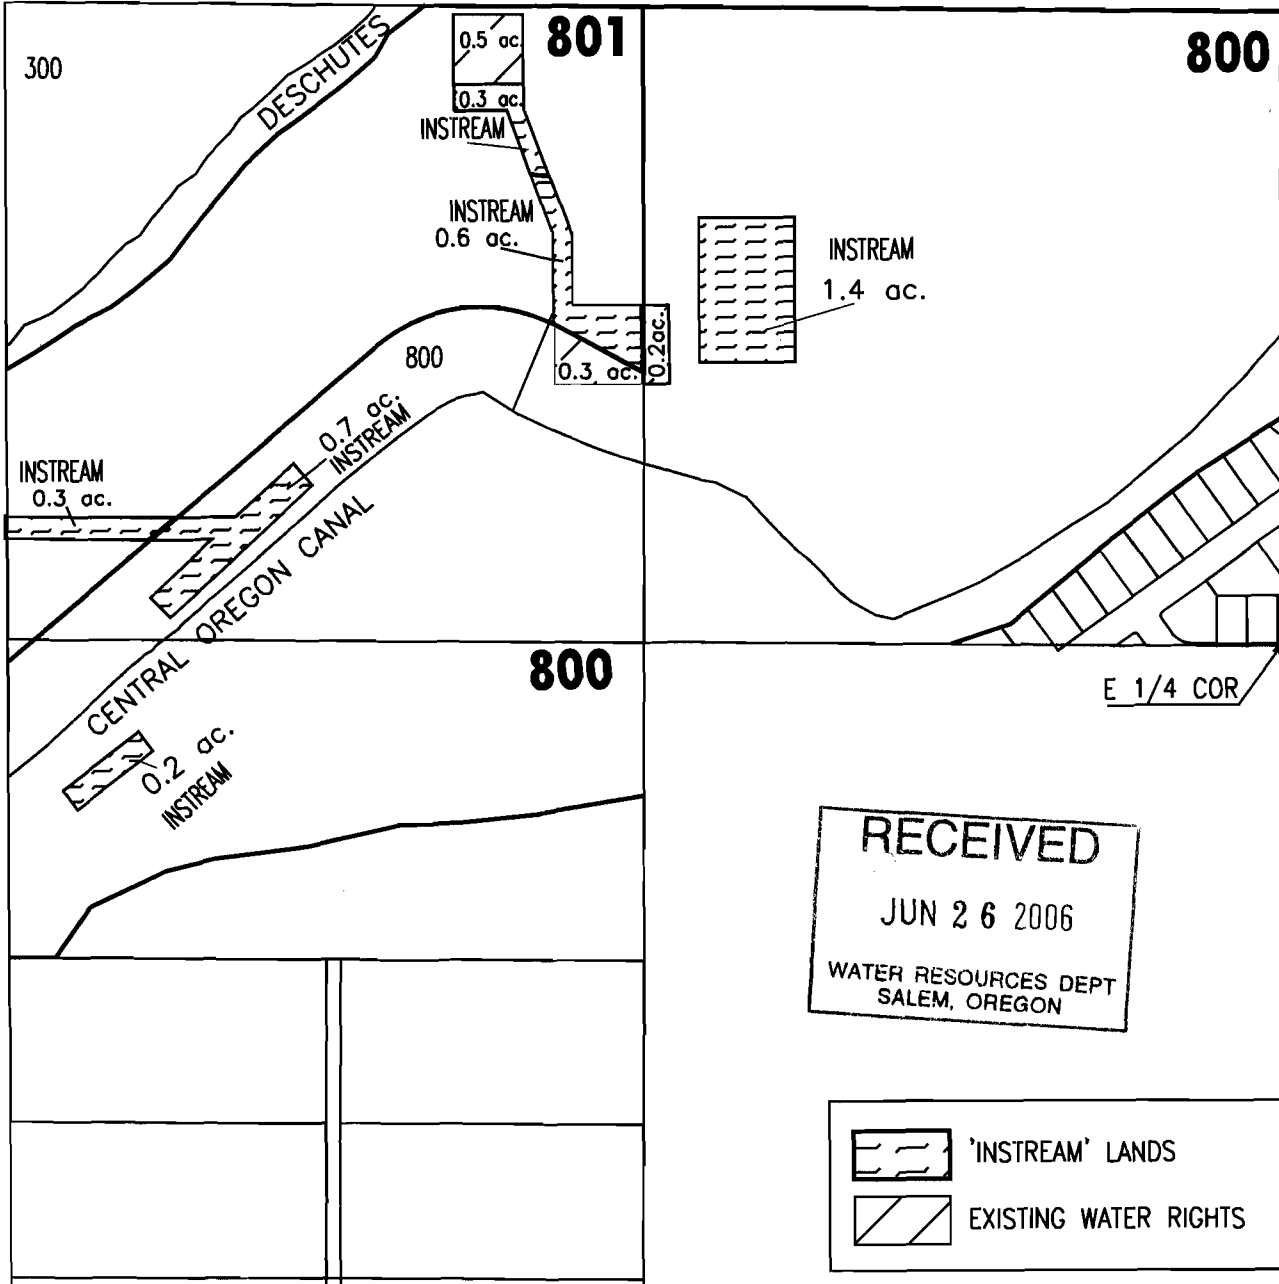 801
800
0.5 ac.
300
DESCHUTES
0.3 ac.
INSTREAM
INSTREAM
0.6 ac.
INSTREAM
1.4 ac.
0.2ac.
800
0.3 ac.
0.7 ac.
INSTREAM
INSTREAM
0.3 ac.
CENTRAL OREGON CANAL
800
E 1/4 COR
0.2 ac.
INSTREAM
RECEIVED
JUN 26 2006
WATER RESOURCES DEPT
SALEM, OREGON
'INSTREAM' LANDS
EXISTING WATER RIGHTS